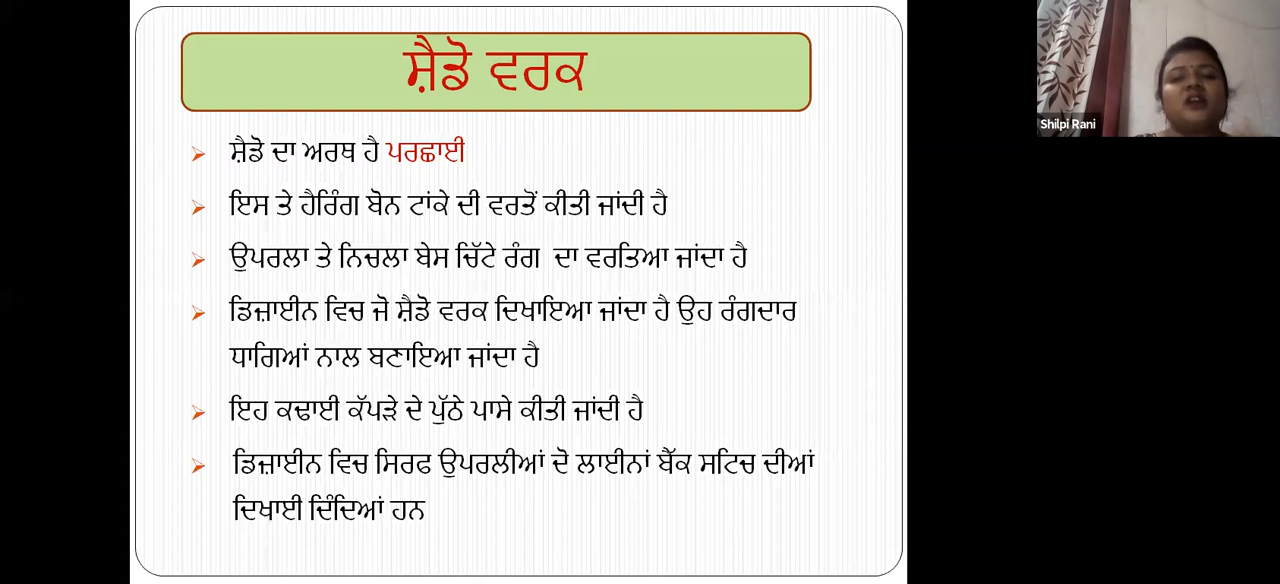 ਸ਼ੈਡੋ ਵਰਕ
ਸ਼ੈਡੋ ਦਾ ਅਰਥ ਹੈ ਪਰਛਾਈ
ਇਸ ਤੇ ਹੈਰਿੰਗ ਬੋਨ ਟਾਂਕੇ ਦੀ ਵਰਤੋਂ ਕੀਤੀ ਜਾਂਦੀ ਹੈ
ਉਪਰਲਾ ਤੇ ਨਿਚਲਾ ਬੇਸ ਚਿੱਟੇ ਰੰਗ ਦਾ ਵਰਤਿਆ ਜਾਂਦਾ ਹੈ
ਡਿਜ਼ਾਈਨ ਵਿਚ ਜੋ ਸ਼ੈਡੋ ਵਰਕ ਦਿਖਾਇਆ ਜਾਂਦਾ ਹੈ ਉਹ ਰੰਗਦਾਰ
ਧਾਗਿਆਂ ਨਾਲ ਬਣਾਇਆ ਜਾਂਦਾ ਹੈ
ਇਹ ਕਢਾਈ ਕੱਪੜੇ ਦੇ ਪੁੱਠੇ ਪਾਸੇ ਕੀਤੀ ਜਾਂਦੀ ਹੈ
ਡਿਜ਼ਾਈਨ ਵਿਚ ਸਿਰਫ ਉਪਰਲੀਆਂ ਦੋ ਲਾਈਨਾਂ ਬੈੱਕ ਸਟਿਚ ਦੀਆਂ
ਦਿਖਾਈ ਦਿੰਦਿਆਂ ਹਨ
Shilpi Rani